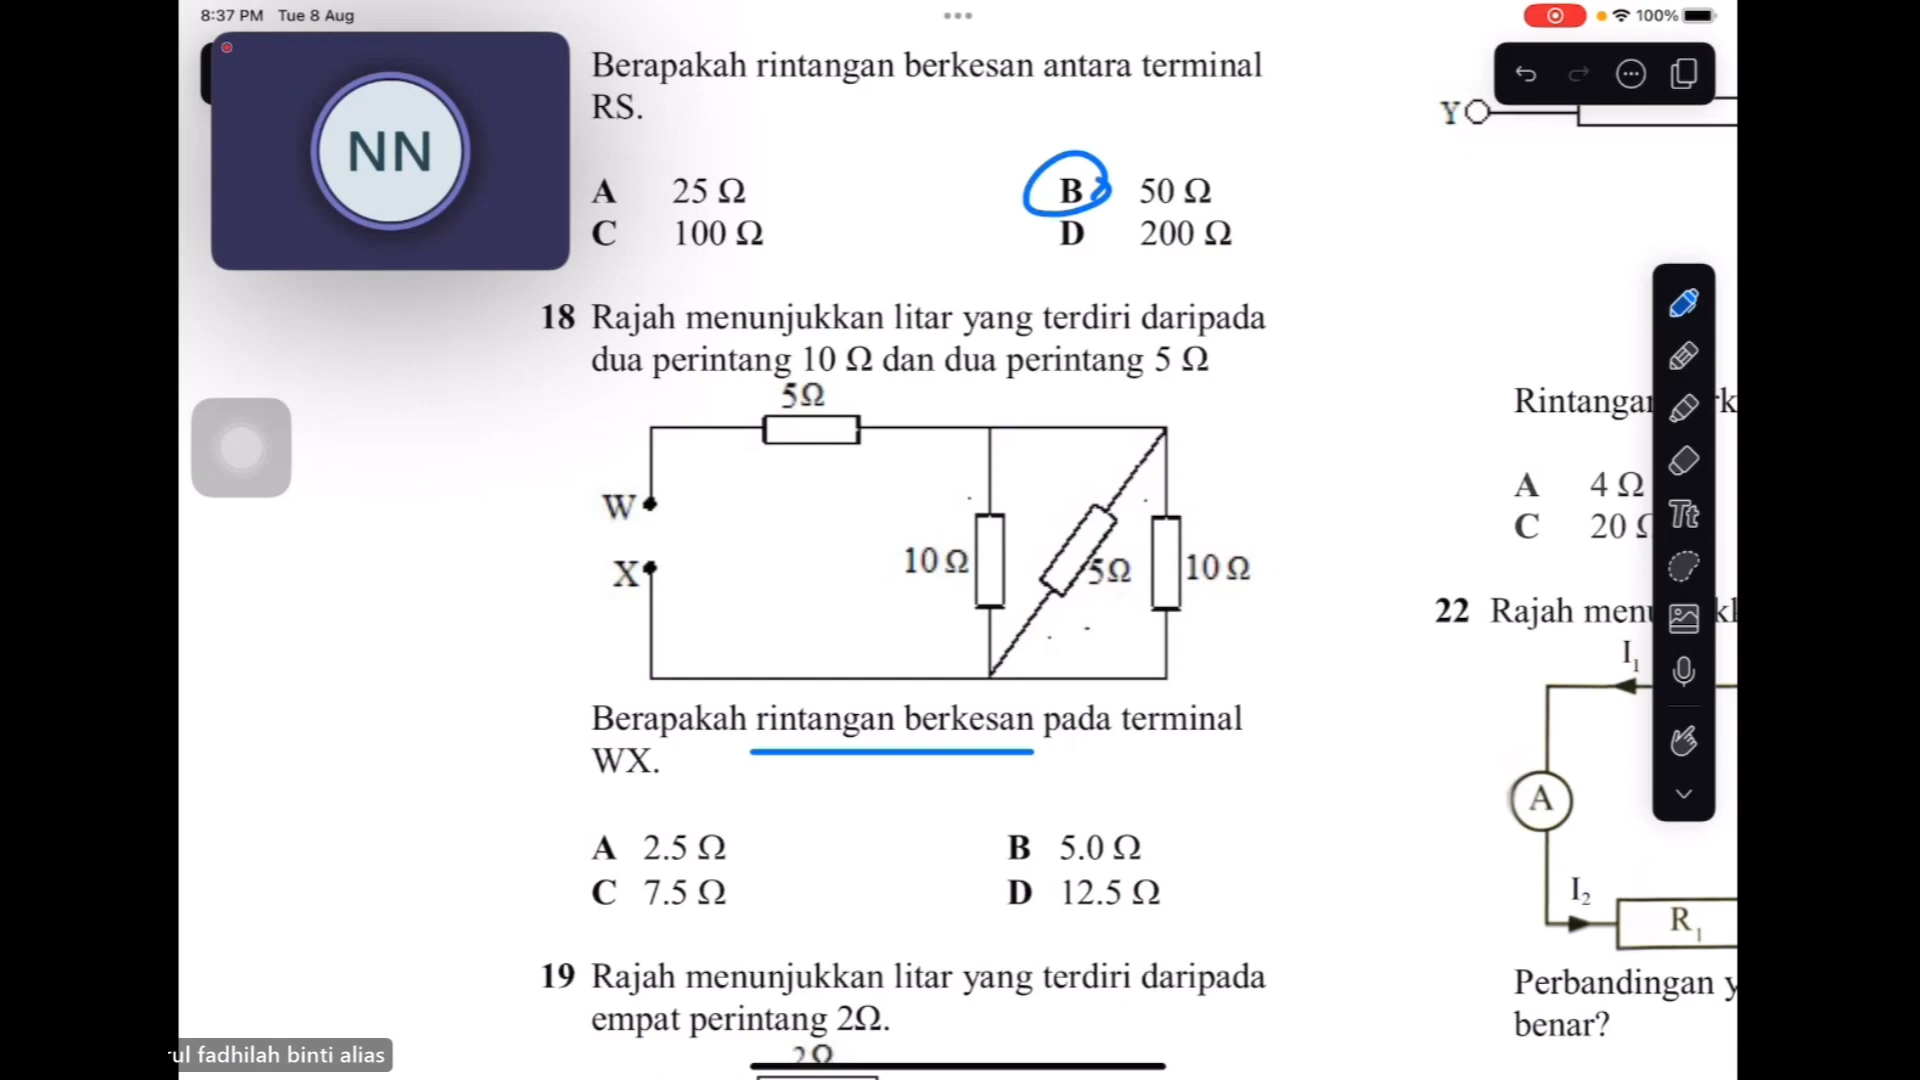 8:37 PM Tue 8 Aug
100%
NN
Berapakah rintangan berkesan antara terminal
RS.
A 25 Ω B 50 Ω
C 100 Ω D 200 Ω
18 Rajah menunjukkan litar yang terdiri daripada
dua perintang 10 Ω dan dua perintang 5 Ω
5Ω
W
X
10 Ω
5Ω
10 Ω
Berapakah rintangan berkesan pada terminal
WX.
A 2.5 Ω B 5.0 Ω
C 7.5 Ω D 12.5 Ω
19 Rajah menunjukkan litar yang terdiri daripada
empat perintang 2Ω.
2Ω
fadhilah binti alias
Y
Tt
A 4 Ω
C 20
22 Rajah
I₁
A
I₂
R₁
Perbandingan
benar?